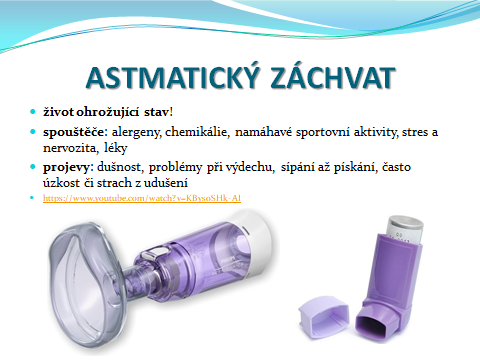 ASTMATICKÝ ZÁCHVAT
život ohrožující stav!
spouštěče: alergeny, chemikálie, namáhavé sportovní aktivity, stres a
nervozita, léky
projevy: dušnost, problémy při výdechu, sípání až pískání, často
úzkost či strach z udušení
https://www.youtube.com/watch?v=KBysoSHk-AI